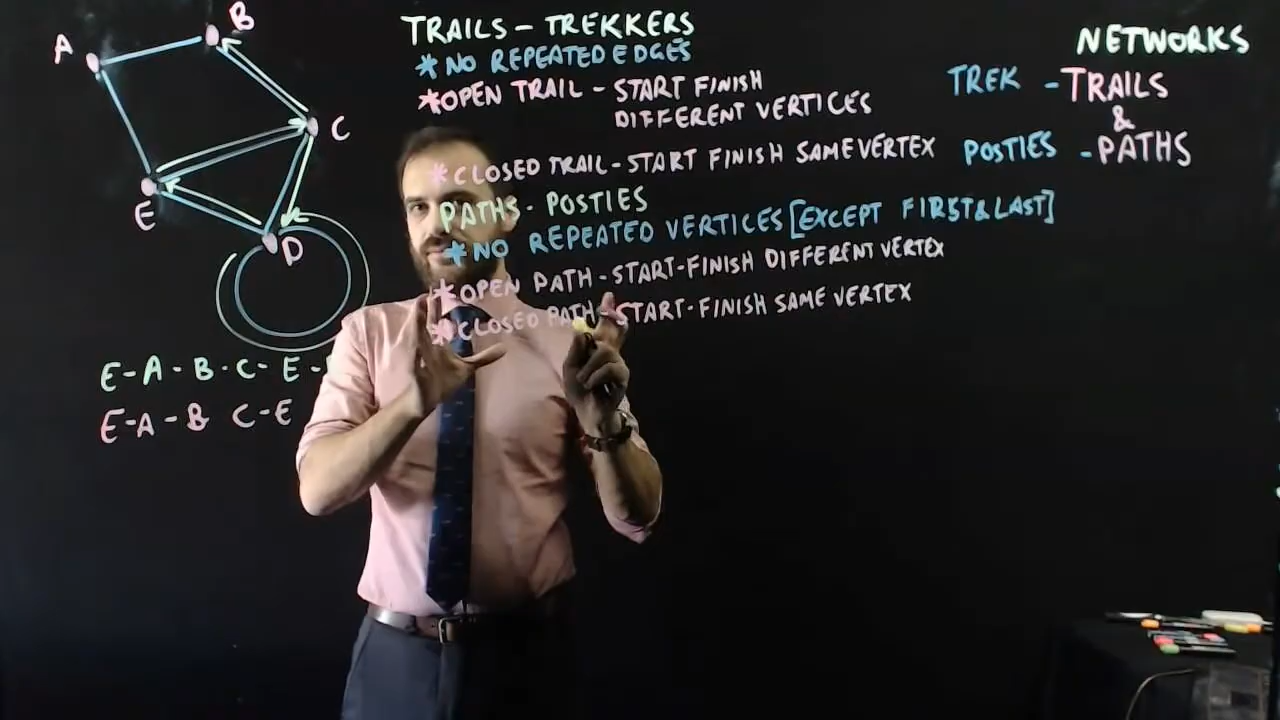 A
B
C
D
E
E-A-B-C-E-
E-A-B C-E
TRAILS-TREKKERS
*NO REPEATED EDGES
*OPEN TRAIL - START FINISH
DIFFERENT VERTICES
*CLOSED TRAIL-START FINISH SAME VERTEX
PATHS-POSTIES
*NO REPEATED VERTICES [EXCEPT FIRST&LAST]
*OPEN PATH-START-FINISH DIFFERENT VERTEX
*CLOSED PATH-START-FINISH SAME VERTEX
NETWORKS
TREK -TRAILS
&
POSTIES -PATHS